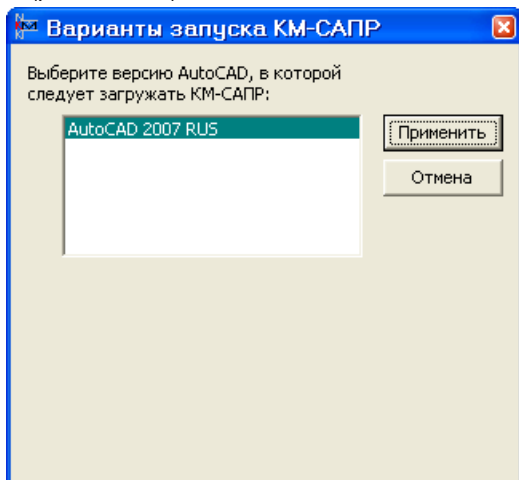 Варианты запуска КМ-САПР
Выберите версию AutoCAD, в которой
следует загружать КМ-САПР:
AutoCAD 2007 RUS
Применить
Отмена